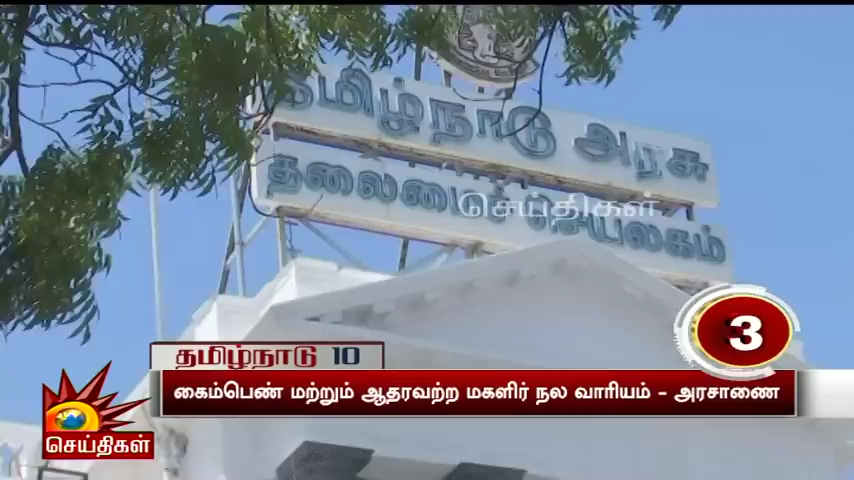 தமிழ்நாடு அரசு
தலைமைச் செயலகம்
செய்திகள்
3
தமிழ்நாடு 10
கைம்பெண் மற்றும் ஆதரவற்ற மகளிர் நல வாரியம் - அரசாணை
செய்திகள்